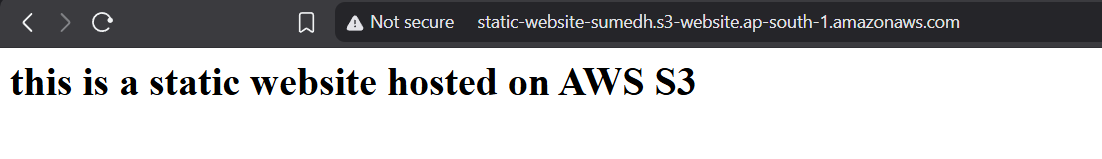 Not secure static-website-sumedh.s3-website.ap-south-1.amazonaws.com
this is a static website hosted on AWS S3